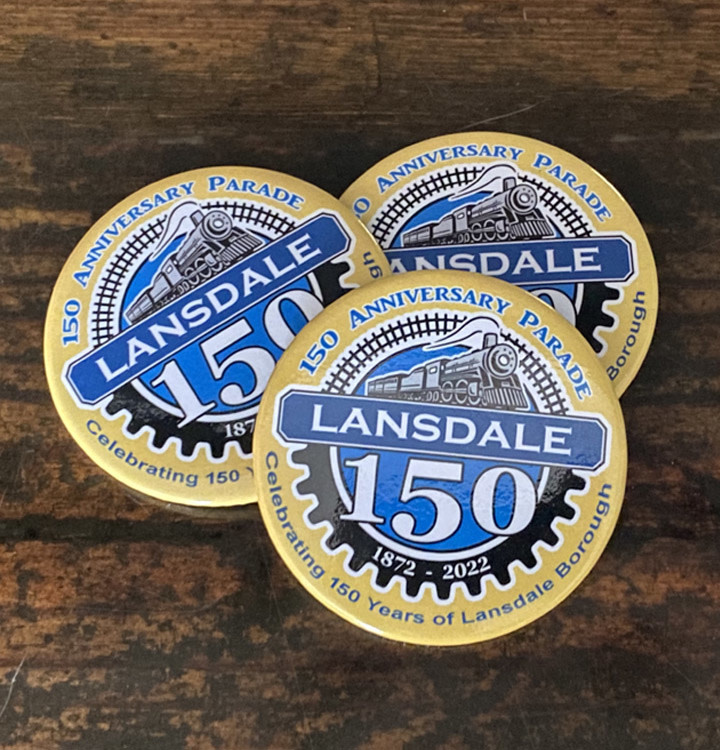 150 ANNIVERSARY PARADE
LANSDALE
150
Celebrating 150
ANNIVERSARY PARADE
LANSDALE
Borough
150 ANNIVERSARY PARADE
LANSDALE
150
1872 - 2022
Celebrating 150 Years of Lansdale Borough